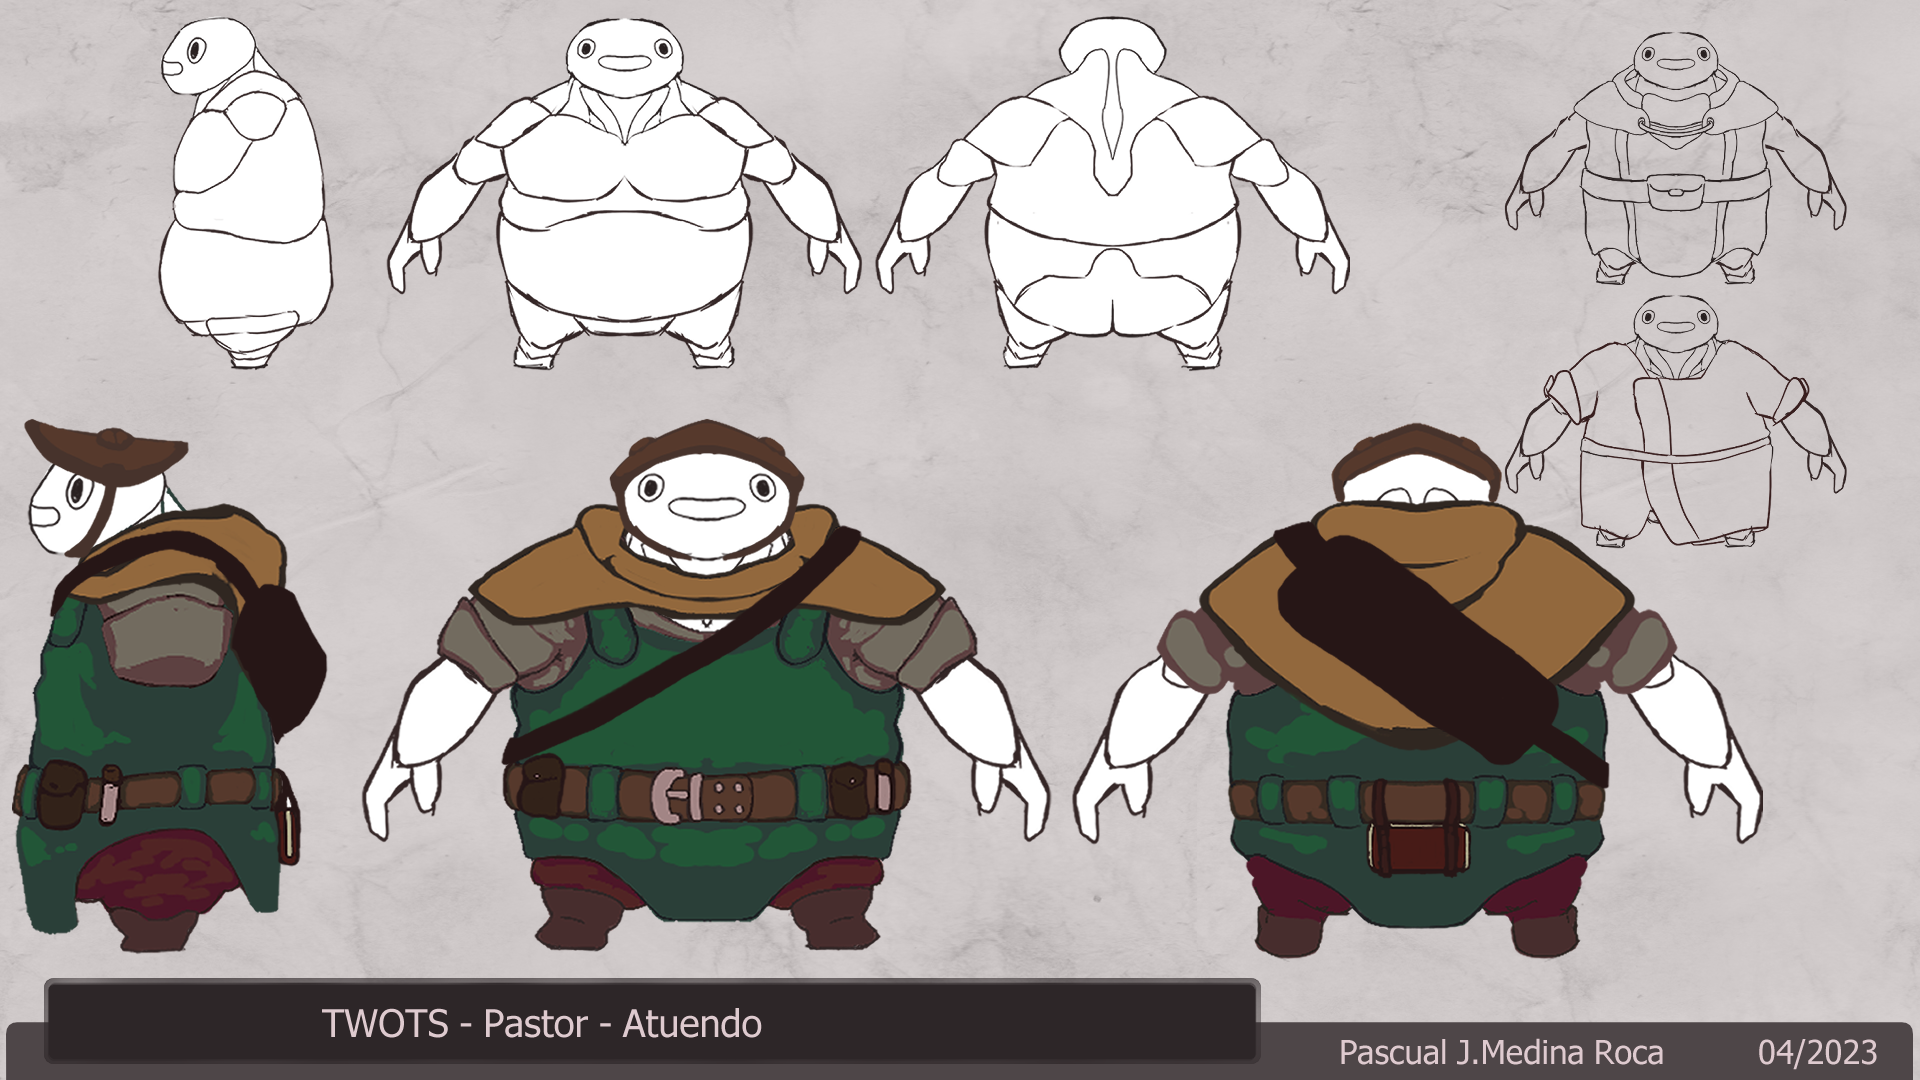 TWOTS - Pastor - Atuendo
Pascual J.Medina Roca 04/2023